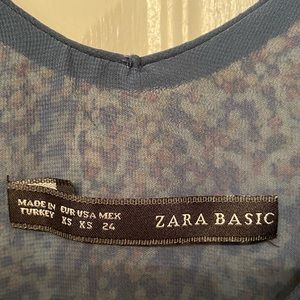 MADE IN TURKEY
EUR USA MEX
XS XS 24
ZARA BASIC